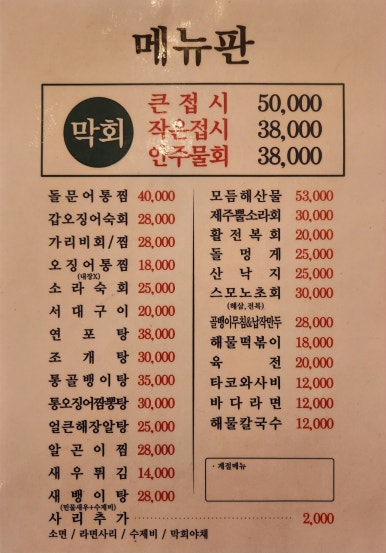 메뉴판
막회
큰 접 시 50,000
작은접시 38,000
안주물회 38,000
돌문어통찜 40,000
갑오징어숙회 28,000
가리비회/찜 28,000
오징어통찜 18,000
(내장X)
소라숙회 25,000
서대구이 20,000
연 포 탕 38,000
조 개 탕 30,000
통골뱅이탕 35,000
통오징어짬뽕탕 30,000
얼큰해장알탕 25,000
알곤이찜 28,000
새우튀김 14,000
새뱅이탕 28,000
(민물새우+수제비)
사리추가 2,000
소면 / 라면사리 / 수제비 / 막회야채
모듬해산물 53,000
제주뿔소라회 30,000
활전복회 20,000
돌 멍 게 25,000
산 낙 지 25,000
스모노초회 30,000
(해삼,전복)
골뱅이무침&납작만두 28,000
해물떡볶이 18,000
육 전 20,000
타코와사비 12,000
바다라면 12,000
해물칼국수 12,000
· 계절메뉴